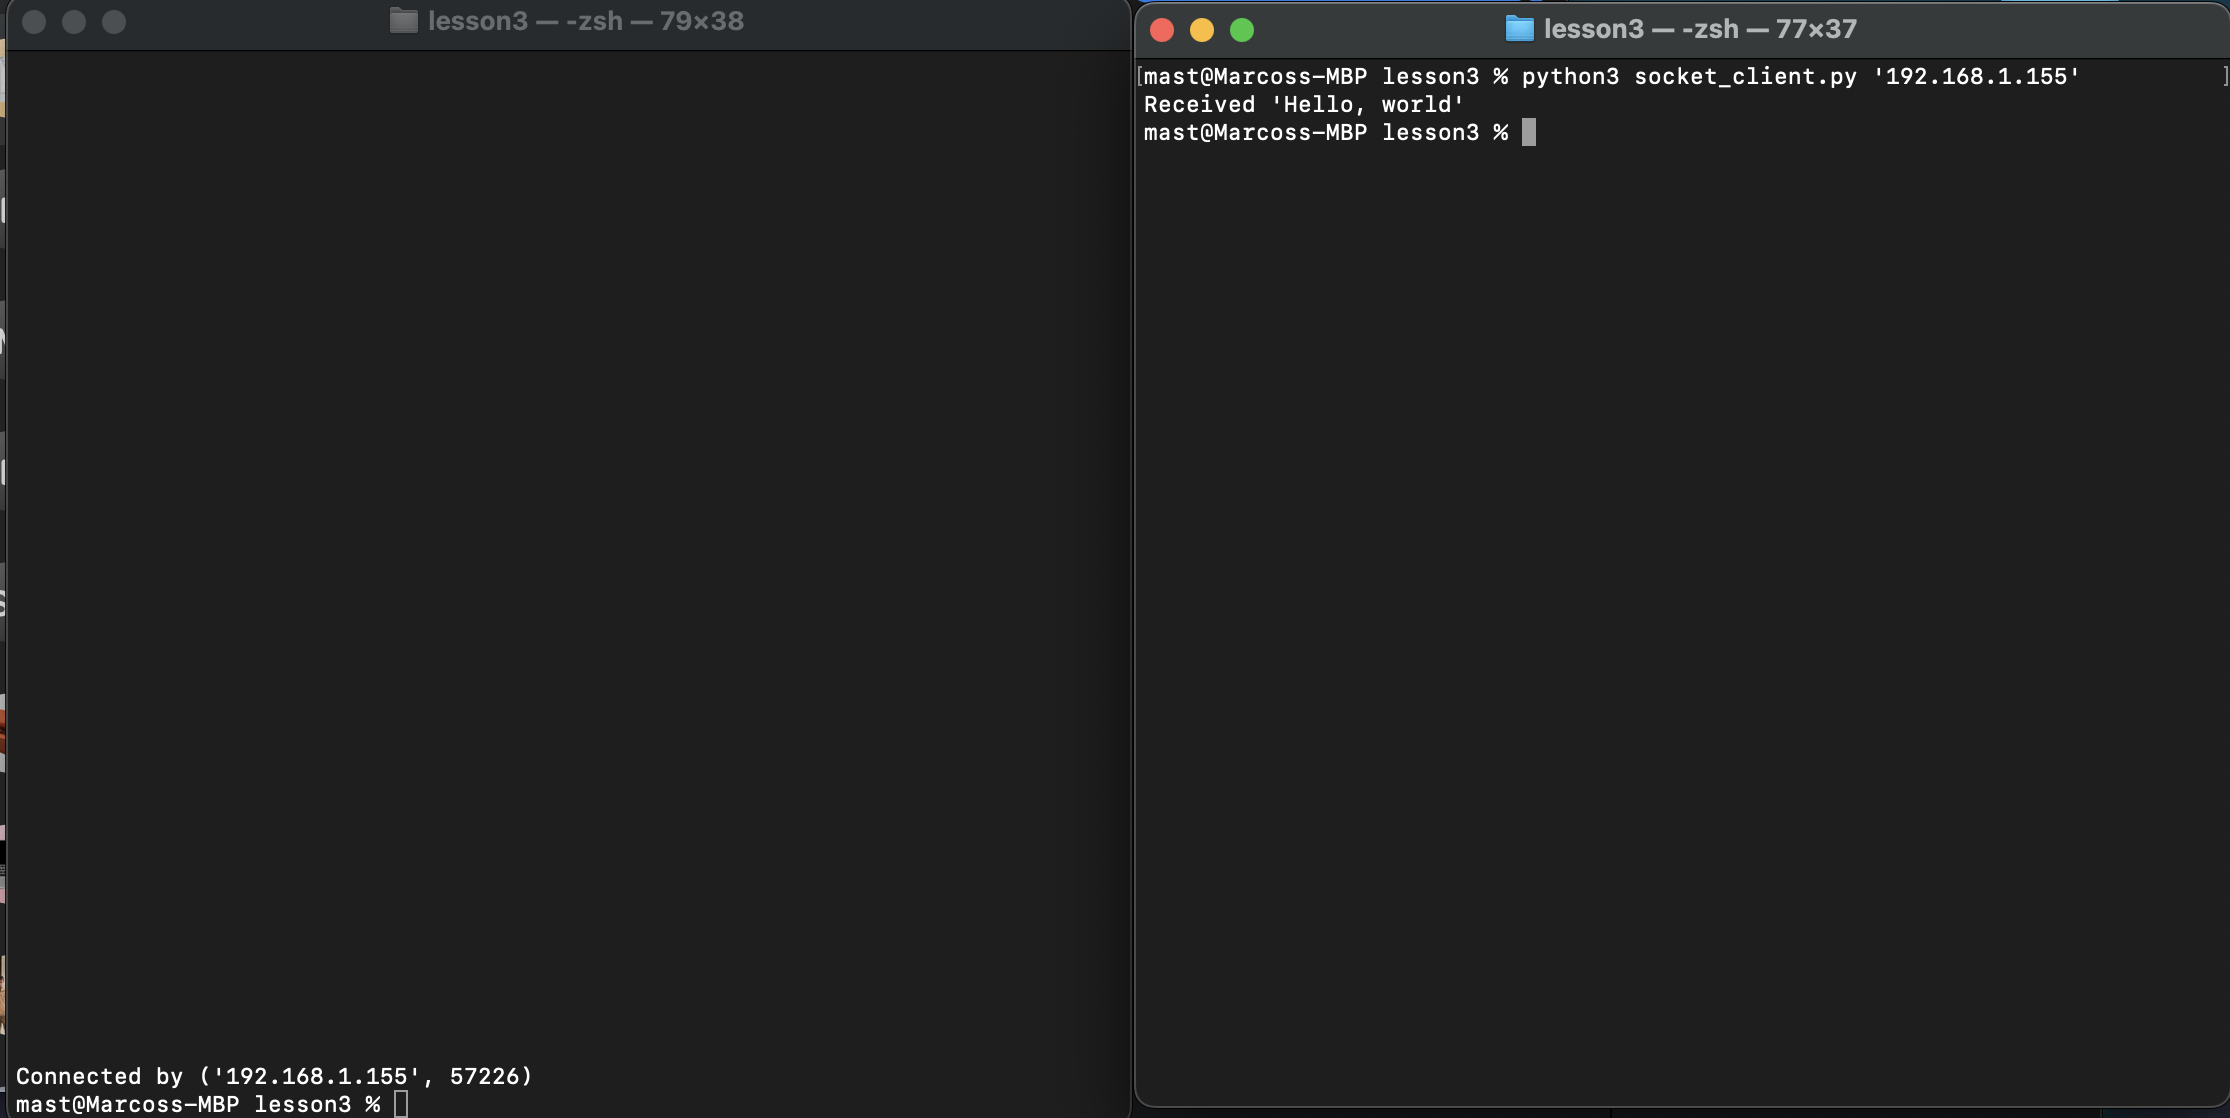 lesson3 — -zsh — 79×38
Connected by ('192.168.1.155', 57226)
mast@Marcoss-MBP lesson3 %
lesson3 — -zsh — 77×37
[mast@Marcoss-MBP lesson3 % python3 socket_client.py '192.168.1.155' ]
Received 'Hello, world'
mast@Marcoss-MBP lesson3 %